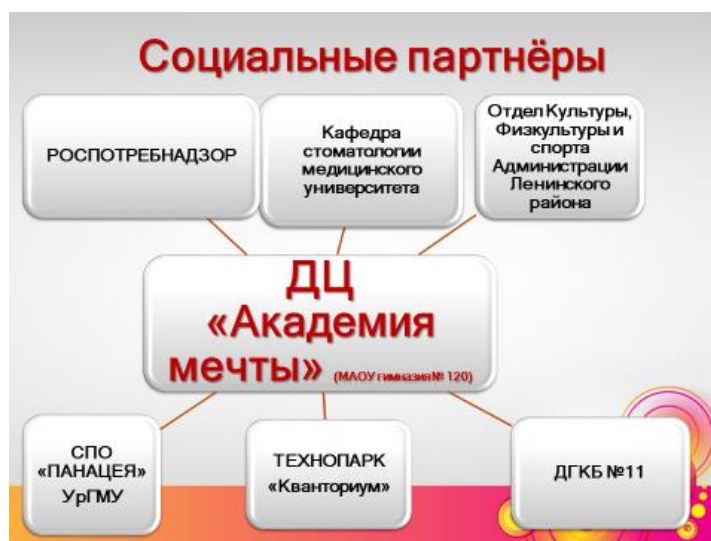 Социальные партнёры
РОСПОТРЕБНАДЗОР
Кафедра
стоматологии
медицинского
университета
Отдел Культуры,
Физкультуры и
спорта
Администрации
Ленинского
района
ДЦ
«Академия
мечты» (МАОУ гимназия № 120)
СПО
«ПАНАЦЕЯ»
УрГМУ
ТЕХНОПАРК
«Кванториум»
ДГКБ №11